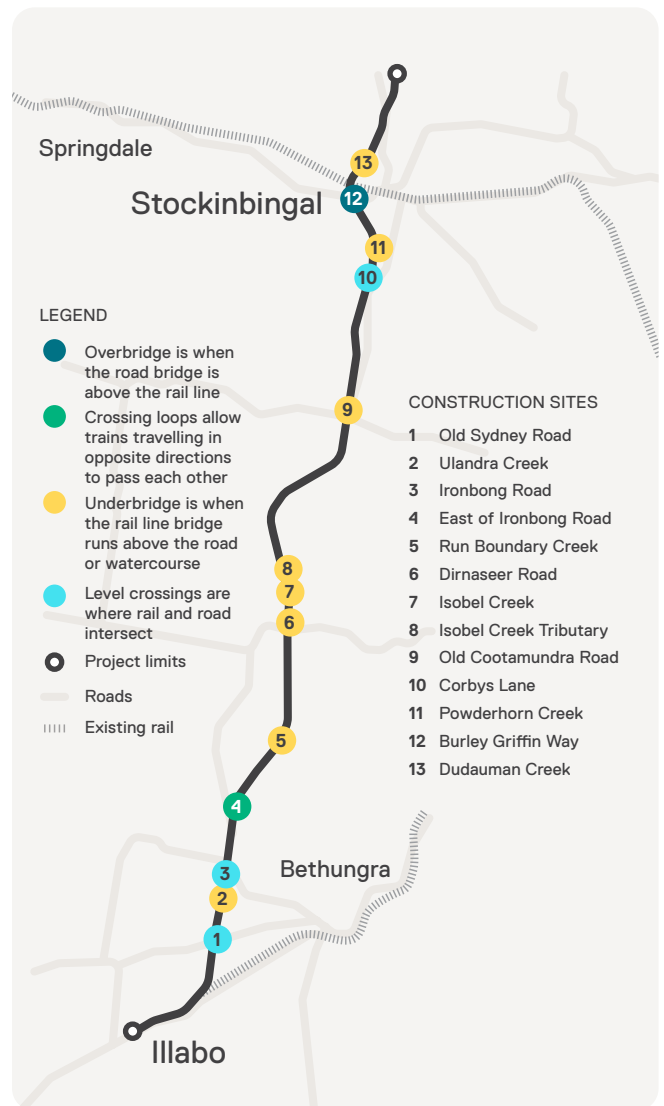 Springdale
13
Stockinbingal
12
11
10
LEGEND
Overbridge is when
the road bridge is
above the rail line
Crossing loops allow
trains travelling in
opposite directions
to pass each other
Underbridge is when
the rail line bridge
runs above the road
or watercourse
Level crossings are
where rail and road
intersect
Project limits
Roads
Existing rail
9
8
7
6
5
4
3
2
1
CONSTRUCTION SITES
1 Old Sydney Road
2 Ulandra Creek
3 Ironbong Road
4 East of Ironbong Road
5 Run Boundary Creek
6 Dirnaseer Road
7 Isobel Creek
8 Isobel Creek Tributary
9 Old Cootamundra Road
10 Corbys Lane
11 Powderhorn Creek
12 Burley Griffin Way
13 Dudauman Creek
Bethungra
Illabo